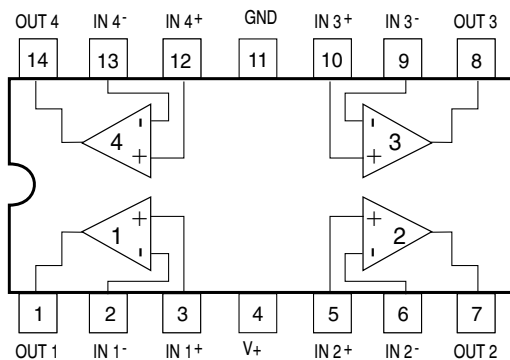 OUT 4 IN 4- IN 4+ GND IN 3+ IN 3- OUT 3
14 13 12 11 10 9 8
- -
4 + + 3
1 + + 2
- -
1 2 3 4 5 6 7
OUT 1 IN 1- IN 1+ V+ IN 2+ IN 2- OUT 2